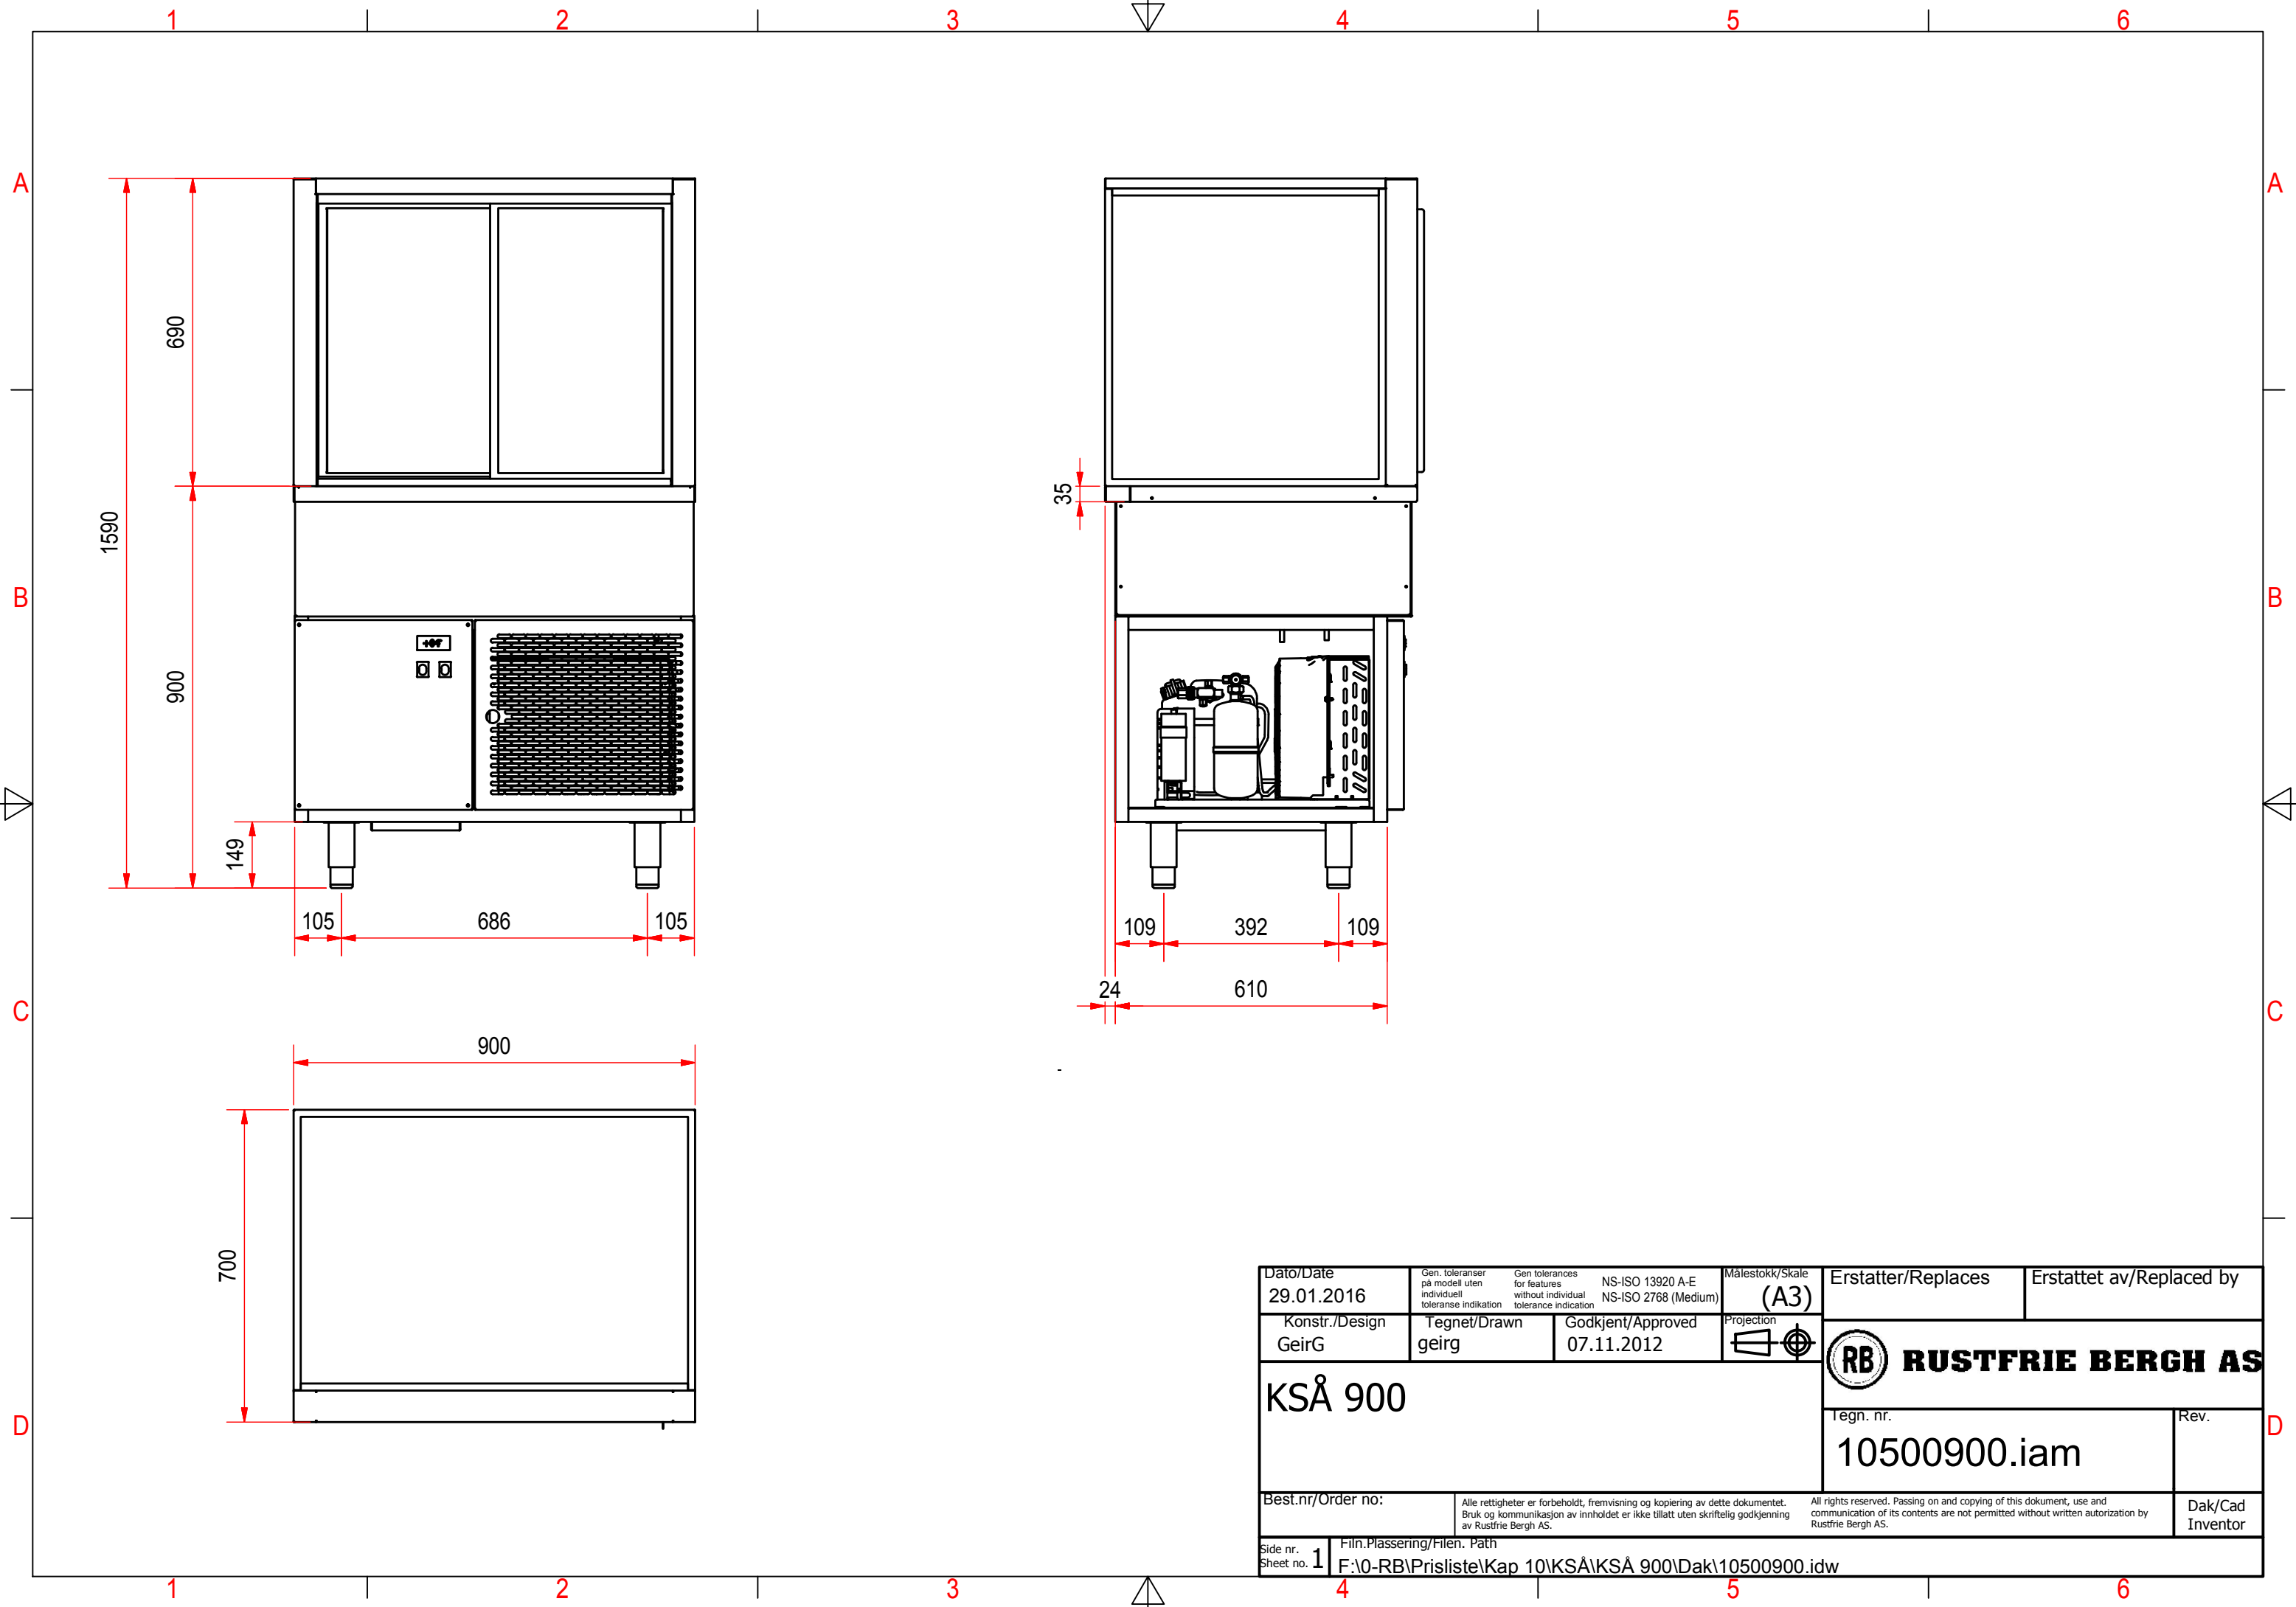 1 2 3 4 5 6
A A
690
35
1590
B B
900
149
105 686 105
109 392 109
24 610
C C
900
-
700
Dato/Date
29.01.2016
Gen. toleranser
på modell uten
individuell
toleranse indikation
Gen tolerances
for features
without individual
tolerance indication
NS-ISO 13920 A-E
NS-ISO 2768 (Medium)
Målestokk/Skale
(A3)
Erstatter/Replaces
Erstattet av/Replaced by
Konstr./Design
GeirG
Tegnet/Drawn
geirg
Godkjent/Approved
07.11.2012
Projection
RB RUSTFRIE BERGH AS
KSÅ 900
D D
Tegn. nr.
10500900.iam
Rev.
Best.nr/Order no:
Alle rettigheter er forbeholdt, fremvisning og kopiering av dette dokumentet.
Bruk og kommunikasjon av innholdet er ikke tillatt uten skriftelig godkjenning
av Rustfrie Bergh AS.
All rights reserved. Passing on and copying of this document, use and
communication of its contents are not permitted without written autorization by
Rustfrie Bergh AS.
Dak/Cad
Inventor
Side nr.
Sheet no. 1
Filn.Plassering/Filen. Path
F:\0-RB\Prisliste\Kap 10\KSÅ\KSÅ 900\Dak\10500900.idw
1 2 3 4 5 6